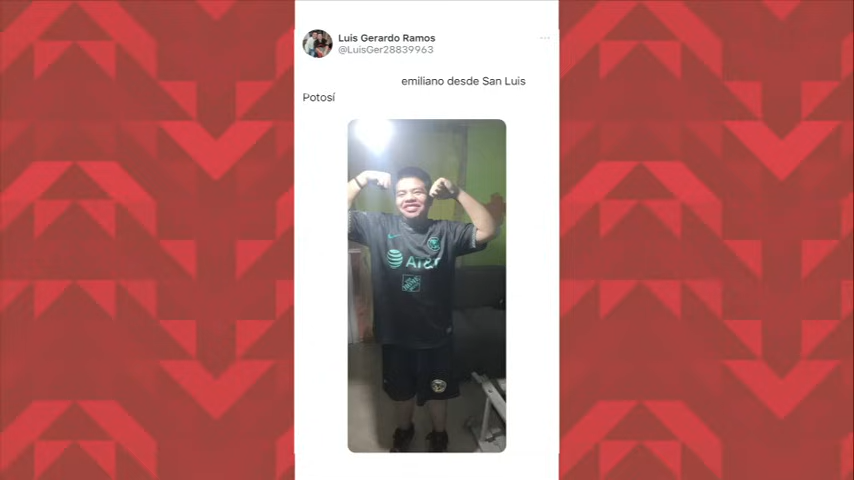 Luis Gerardo Ramos
@LuisGer28839963
emiliano desde San Luis
Potosí
AT&T